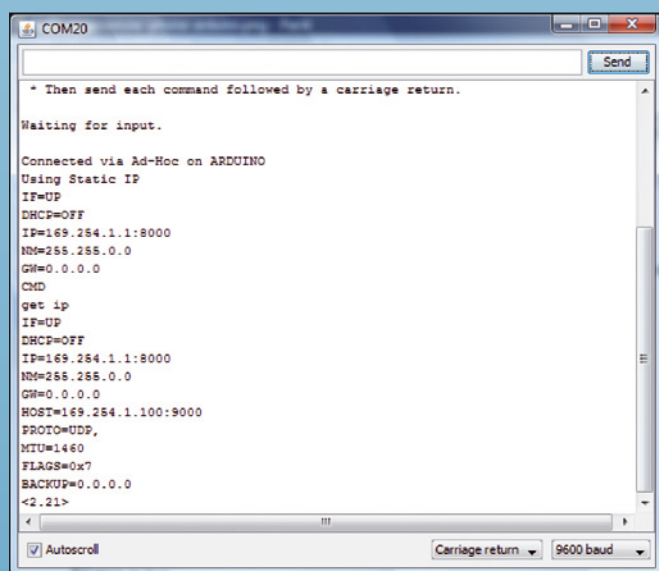 COM20
Send
* Then send each command followed by a carriage return.
Waiting for input.
Connected via Ad-Hoc on ARDUINO
Using Static IP
IF=UP
DHCP=OFF
IP=169.254.1.1:8000
NM=255.255.0.0
GW=0.0.0.0
CMD
get ip
IF=UP
DHCP=OFF
IP=169.254.1.1:8000
NM=255.255.0.0
GW=0.0.0.0
HOST=169.254.1.100:9000
PROTO=UDP,
MTU=1460
FLAGS=0x7
BACKUP=0.0.0.0
<2.21>
Autoscroll
Carriage return
9600 baud